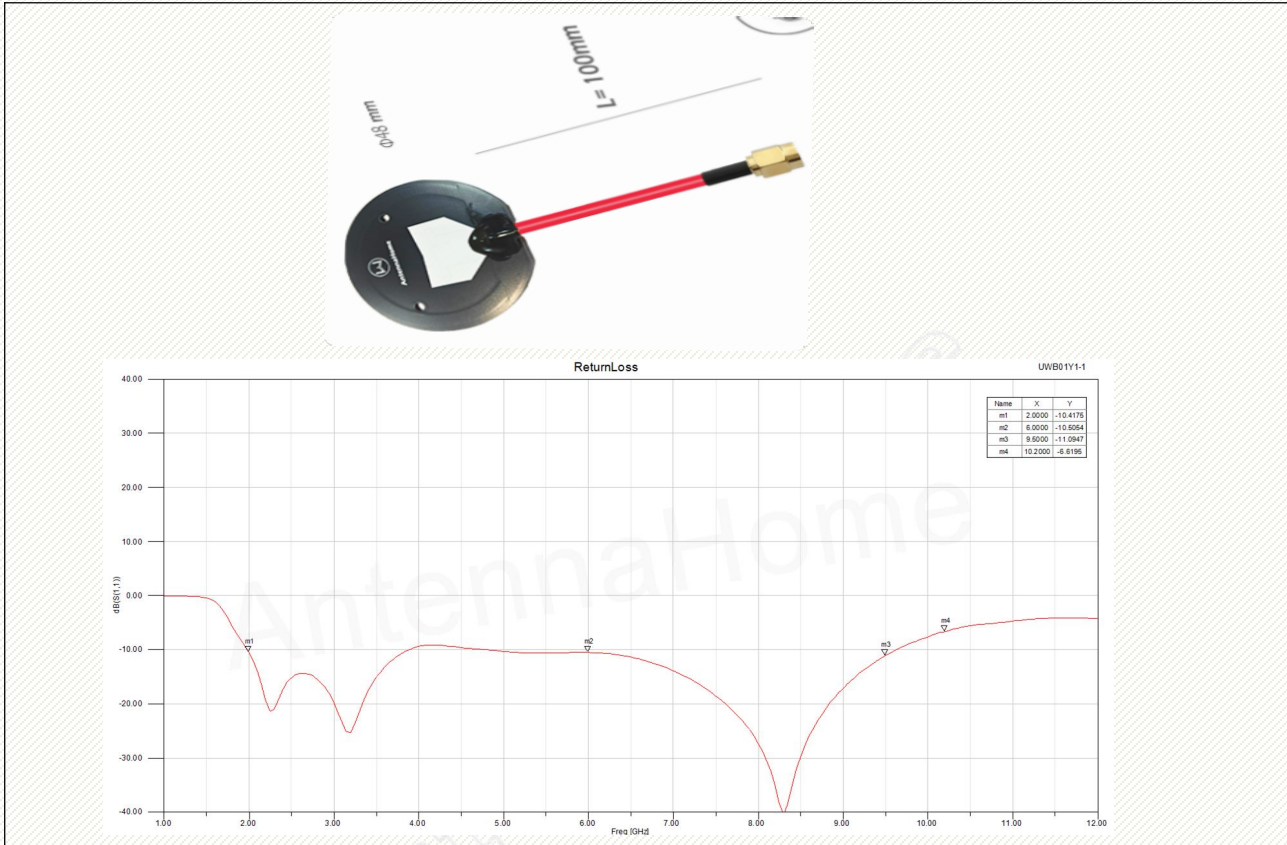 L= 100mm
Φ48 mm
AntennaHome
M
ReturnLoss
UWB01Y1-1
40.00
30.00
20.00
10.00
0.00
-10.00
-20.00
-30.00
-40.00
dB(S(1,1))
Name X Y
m1 2.0000 -10.4175
m2 6.0000 -10.5054
m3 9.5000 -11.0947
m4 10.2000 -6.6195
m1
m2
m3
m4
AntennaHome
1.00 2.00 3.00 4.00 5.00 6.00 7.00 8.00 9.00 10.00 11.00 12.00
Freq [GHz]